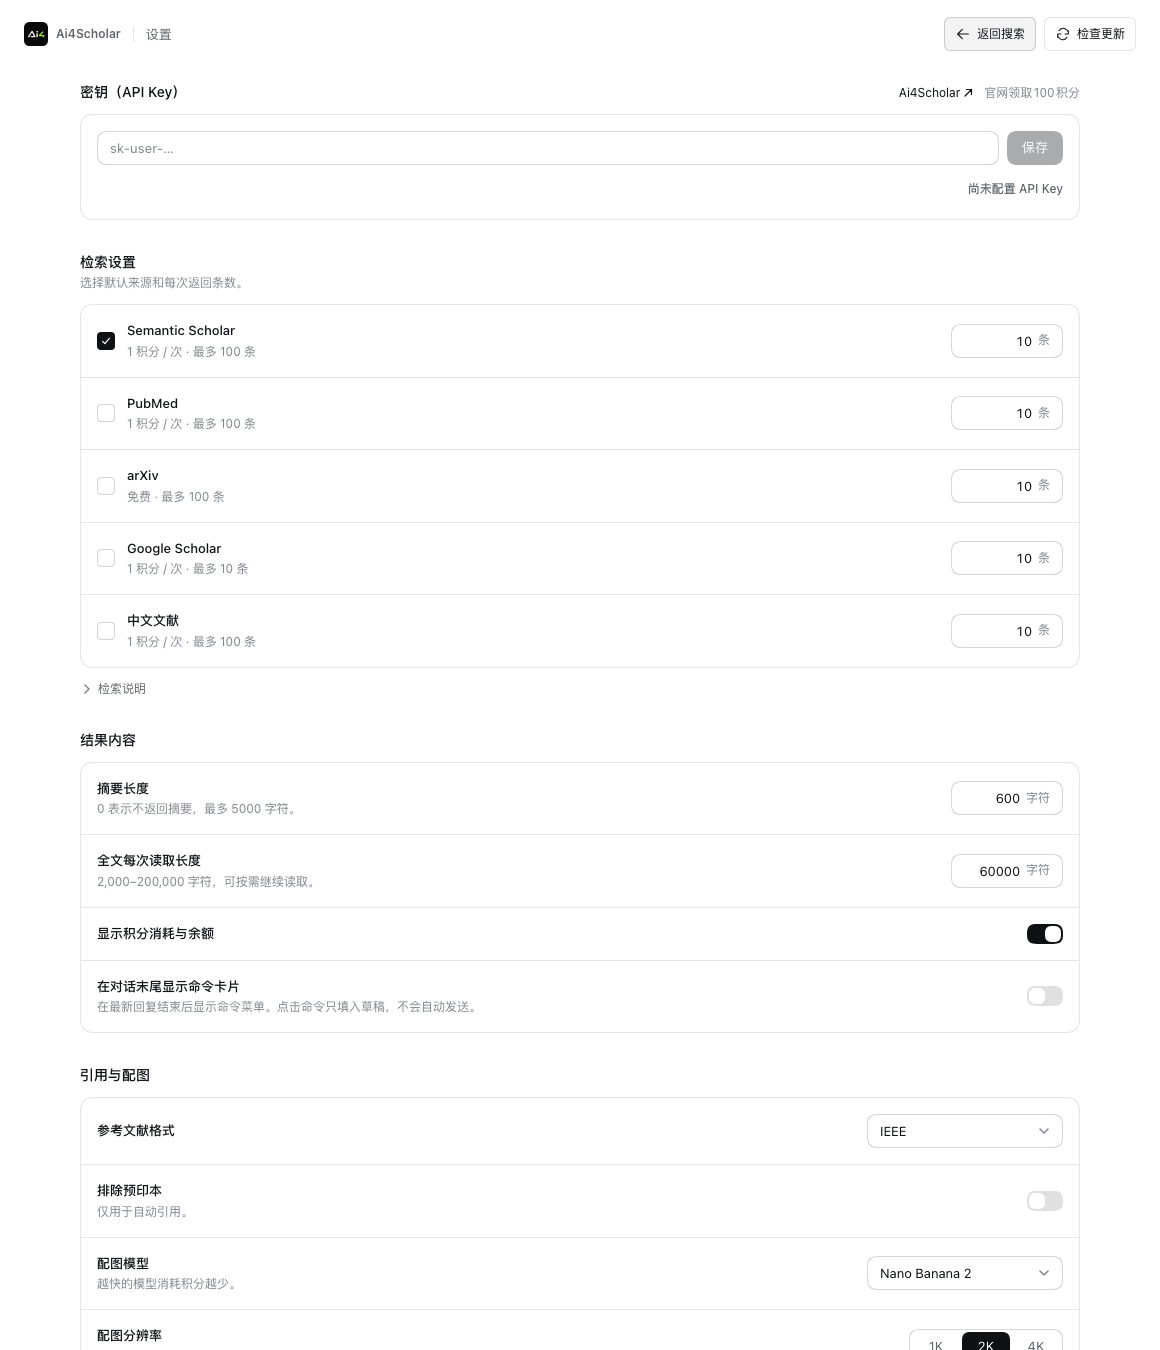 Ai4
Ai4Scholar
设置
返回搜索
检查更新
密钥（API Key）
Ai4Scholar
官网领取100积分
sk-user-...
保存
尚未配置 API Key
检索设置
选择默认来源和每次返回条数。
Semantic Scholar
1 积分 / 次 · 最多 100 条
10 条
PubMed
1 积分 / 次 · 最多 100 条
10 条
arXiv
免费 · 最多 100 条
10 条
Google Scholar
1 积分 / 次 · 最多 10 条
10 条
中文文献
1 积分 / 次 · 最多 100 条
10 条
检索说明
结果内容
摘要长度
0 表示不返回摘要，最多 5000 字符。
600 字符
全文每次读取长度
2,000–200,000 字符，可按需继续读取。
60000 字符
显示积分消耗与余额
在对话末尾显示命令卡片
在最新回复结束后显示命令菜单。点击命令只填入草稿，不会自动发送。
引用与配图
参考文献格式
IEEE
排除预印本
仅用于自动引用。
配图模型
越快的模型消耗积分越少。
Nano Banana 2
配图分辨率
1K
2K
4K